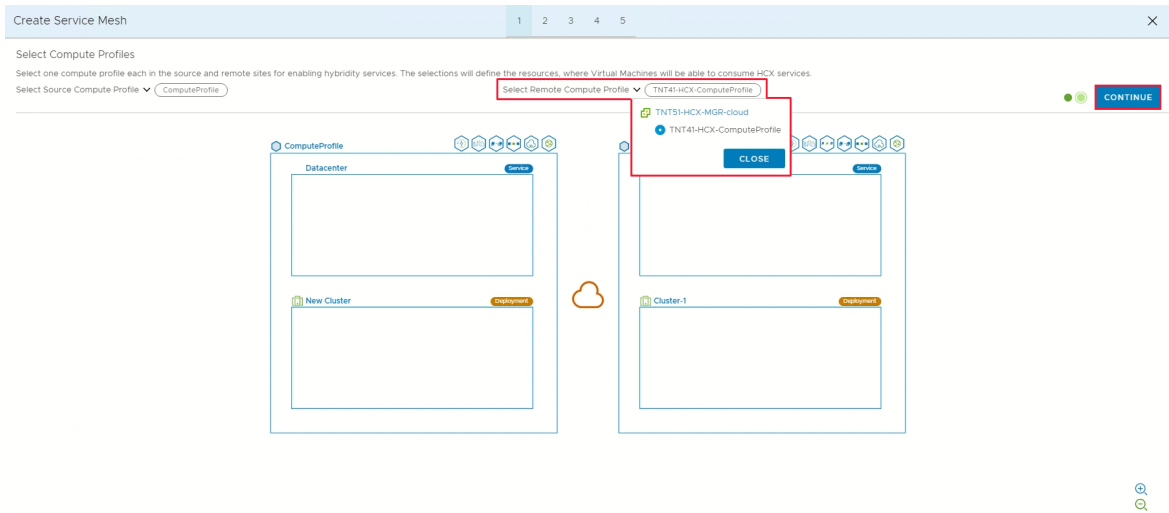 Create Service Mesh
1 2 3 4 5
Select Compute Profiles
Select one compute profile each in the source and remote sites for enabling hybridity services. The selections will define the resources, where Virtual Machines will be able to consume HCX services.
Select Source Compute Profile ComputeProfile
Select Remote Compute Profile TNT41-HCX-ComputeProfile
CONTINUE
TNT51-HCX-MGR-cloud
TNT41-HCX-ComputeProfile
CLOSE
ComputeProfile
Datacenter Service
Service
New Cluster Deployment
Cluster-1 Deployment